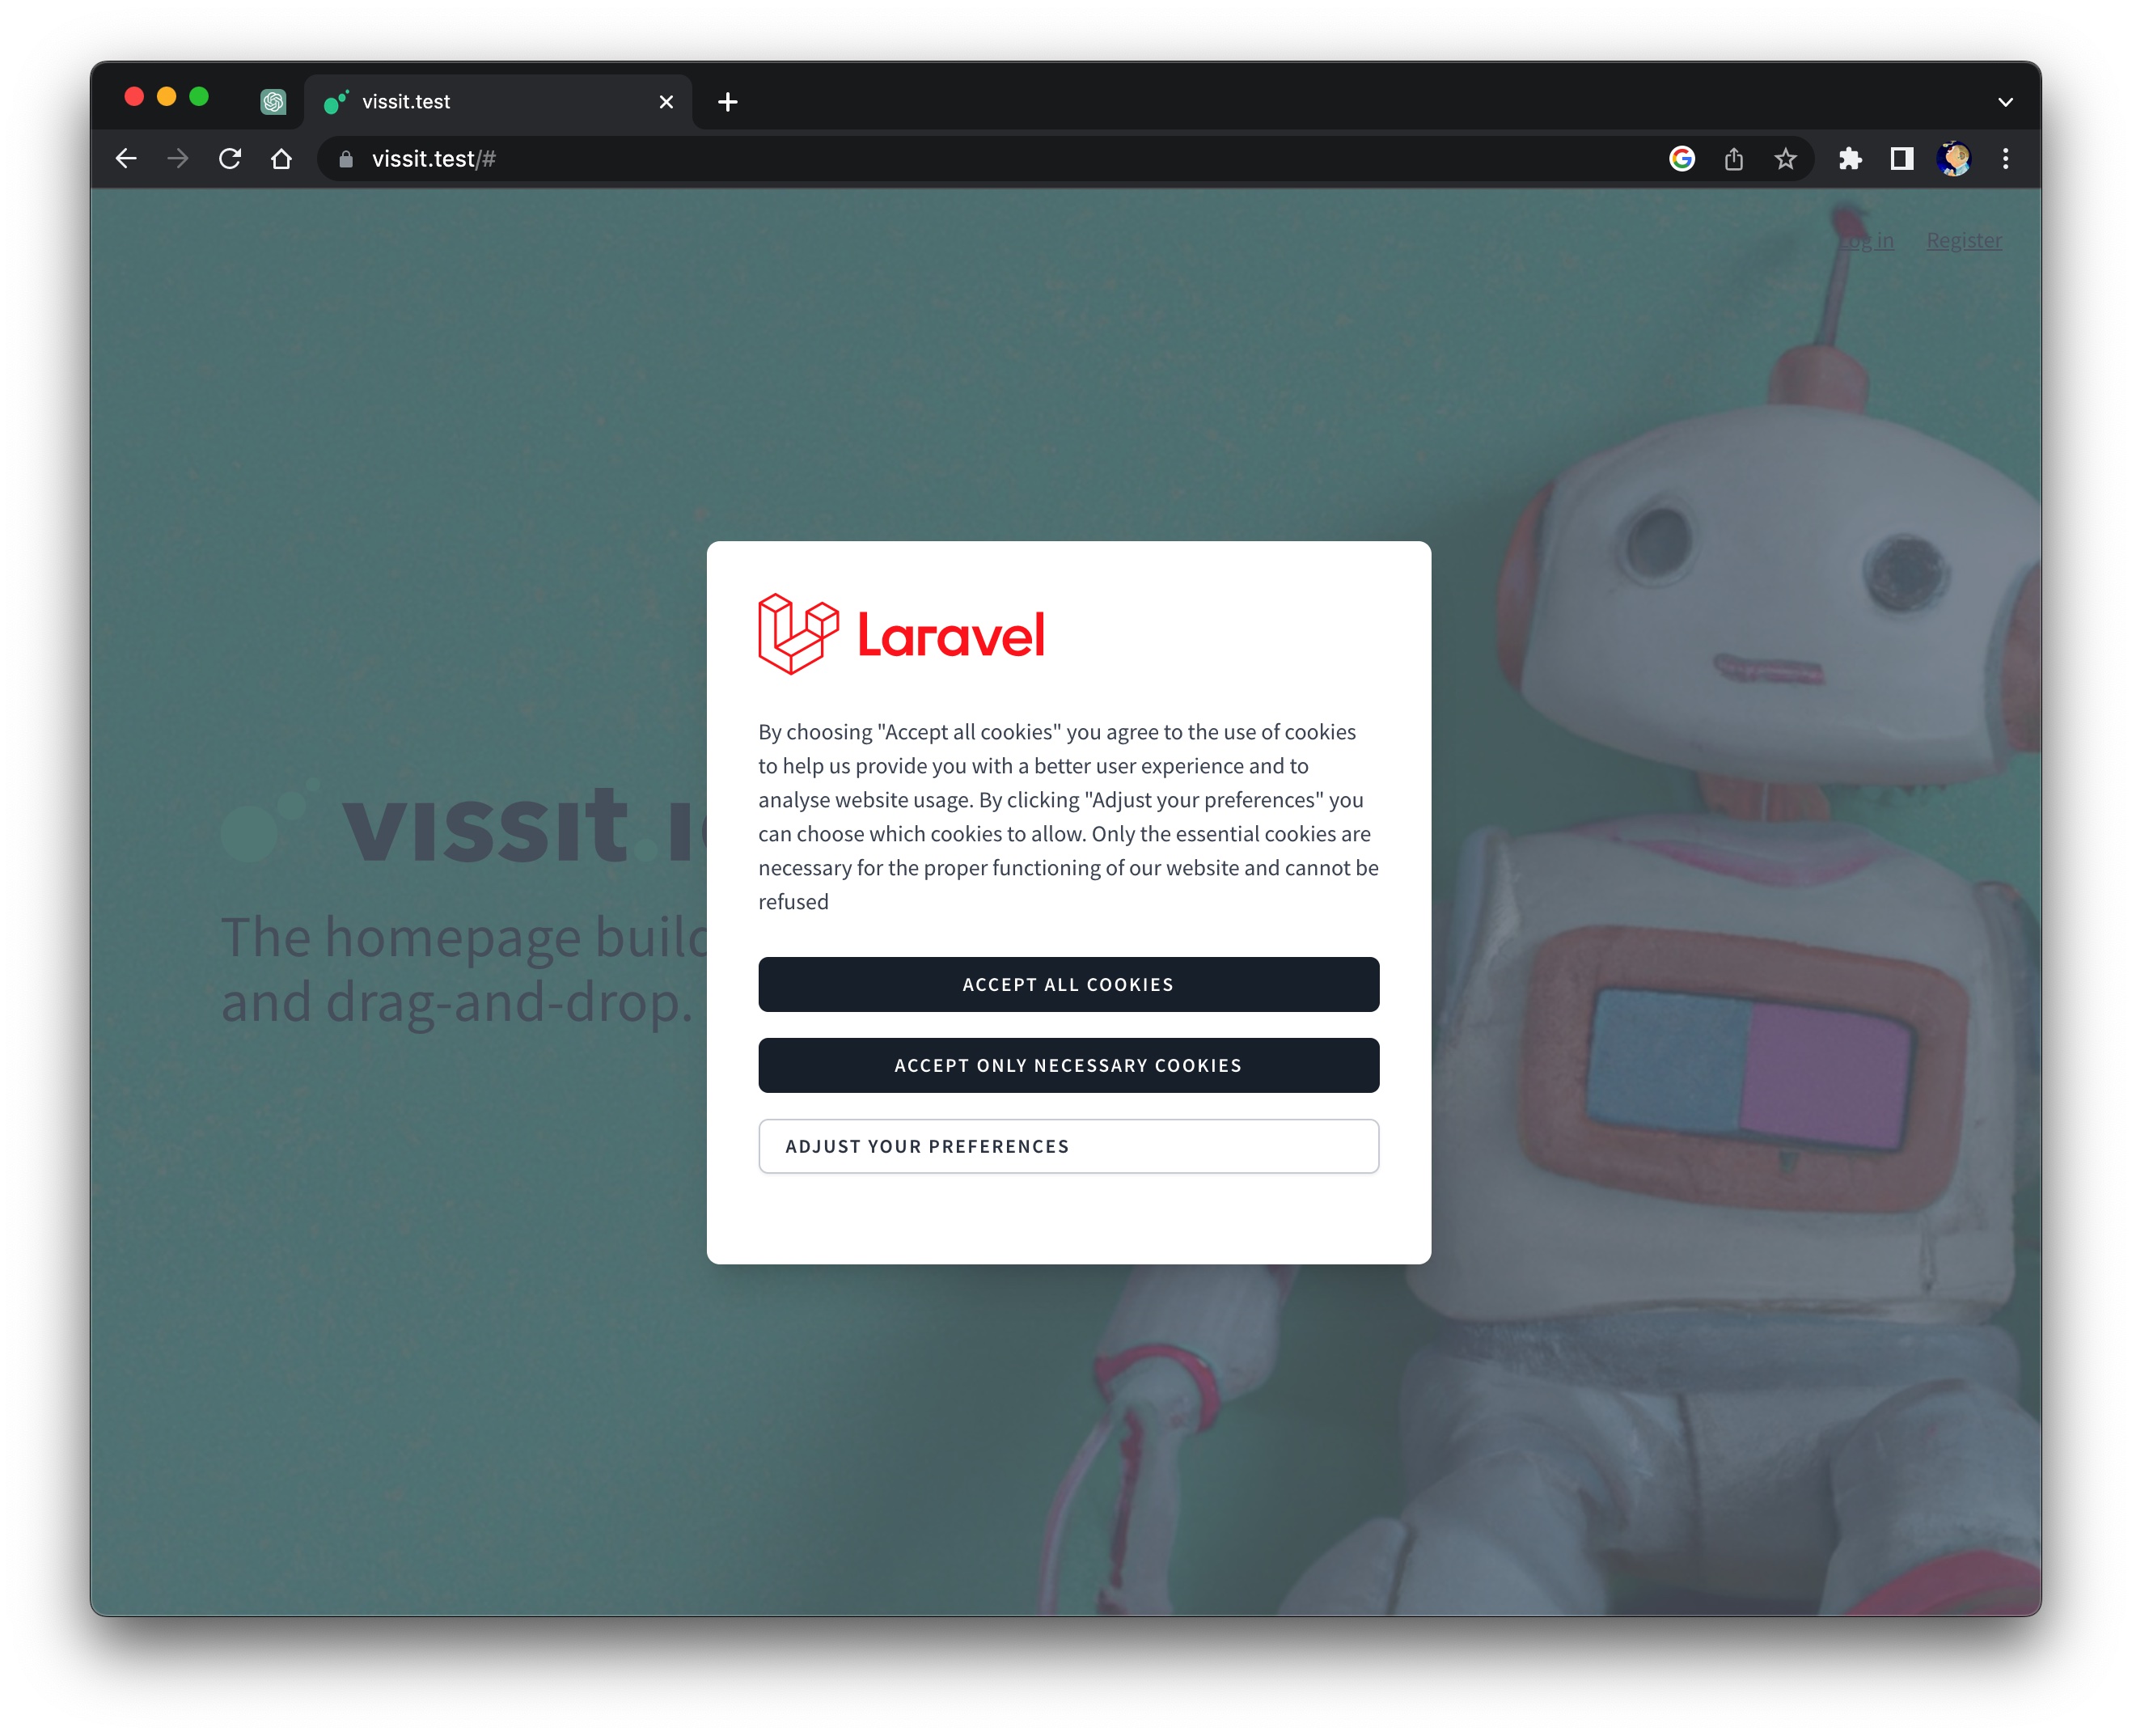 vissit.test
vissit.test/#
Log in Register
Laravel
By choosing "Accept all cookies" you agree to the use of cookies
to help us provide you with a better user experience and to
analyse website usage. By clicking "Adjust your preferences" you
can choose which cookies to allow. Only the essential cookies are
necessary for the proper functioning of our website and cannot be
refused
ACCEPT ALL COOKIES
ACCEPT ONLY NECESSARY COOKIES
ADJUST YOUR PREFERENCES
vissit.
The homepage
and drag-and-drop.